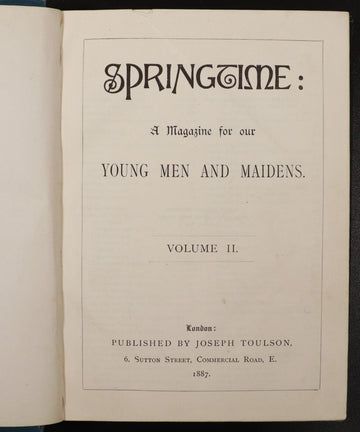 SPRINGTIME:
A Magazine for our
YOUNG MEN AND MAIDENS.
VOLUME II.
London:
PUBLISHED BY JOSEPH TOULSON,
6, SUTTON STREET, COMMERCIAL ROAD, E.
1887.